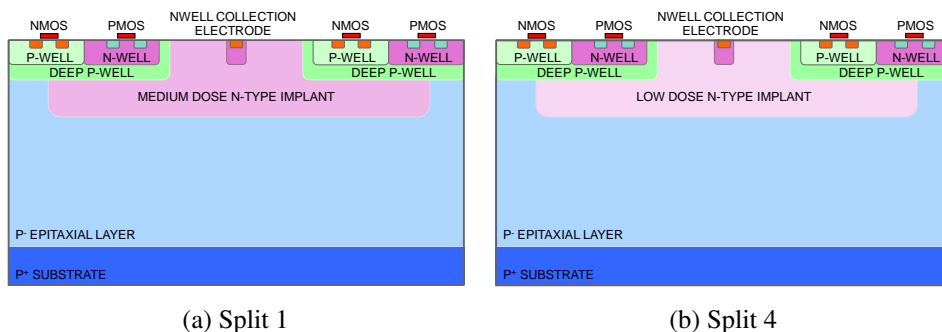 NWELL COLLECTION
ELECTRODE
NMOS
PMOS
NMOS
PMOS
P-WELL
N-WELL
P-WELL
N-WELL
DEEP P-WELL
DEEP P-WELL
MEDIUM DOSE N-TYPE IMPLANT
P- EPITAXIAL LAYER
P+ SUBSTRATE
(a) Split 1
NWELL COLLECTION
ELECTRODE
NMOS
PMOS
NMOS
PMOS
P-WELL
N-WELL
P-WELL
N-WELL
DEEP P-WELL
DEEP P-WELL
LOW DOSE N-TYPE IMPLANT
P- EPITAXIAL LAYER
P+ SUBSTRATE
(b) Split 4